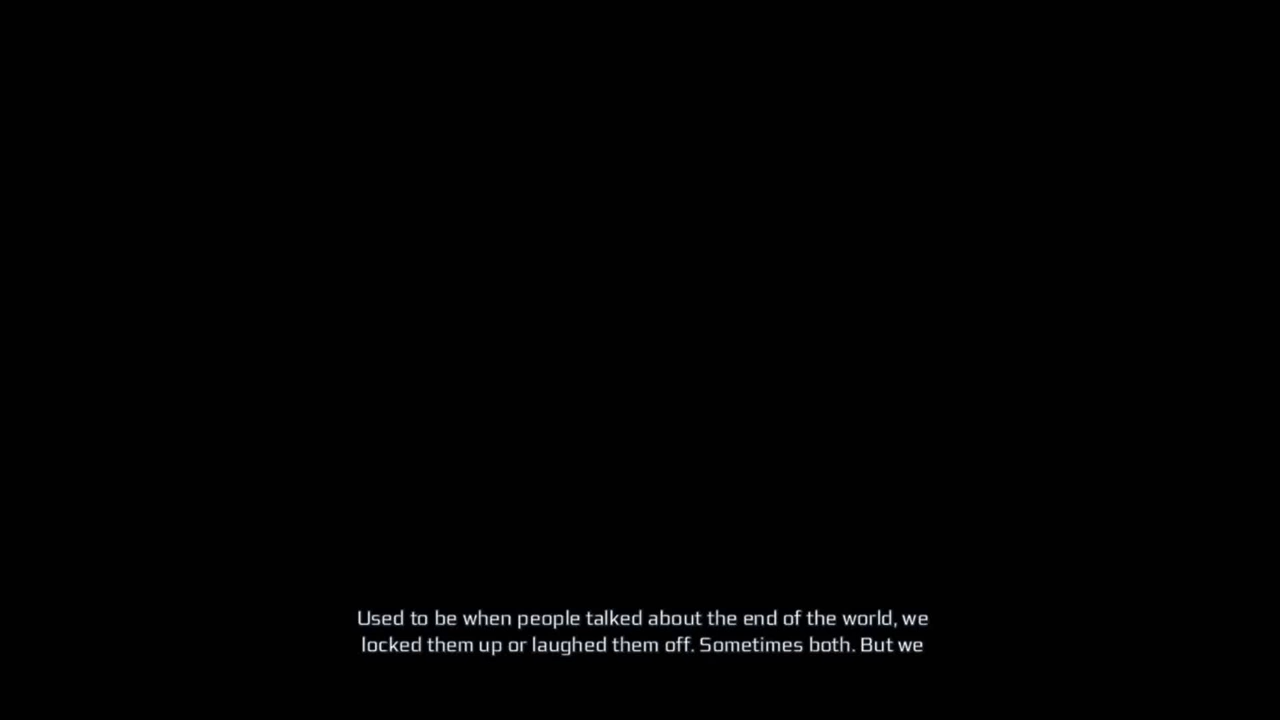 Used to be when people talked about the end of the world, we
locked them up or laughed them off. Sometimes both. But we